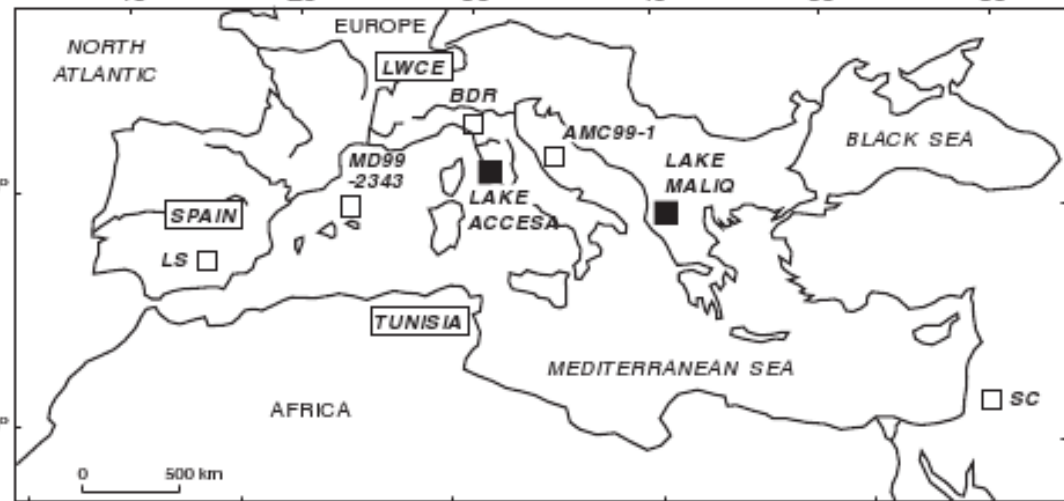 EUROPE
NORTH
ATLANTIC
LWCE
BDR
AMC99-1
BLACK SEA
MD99
-2343
LAKE
MALIQ
LAKE
ACCESA
SPAIN
LS
TUNISIA
MEDITERRANEAN SEA
SC
AFRICA
0 500 km